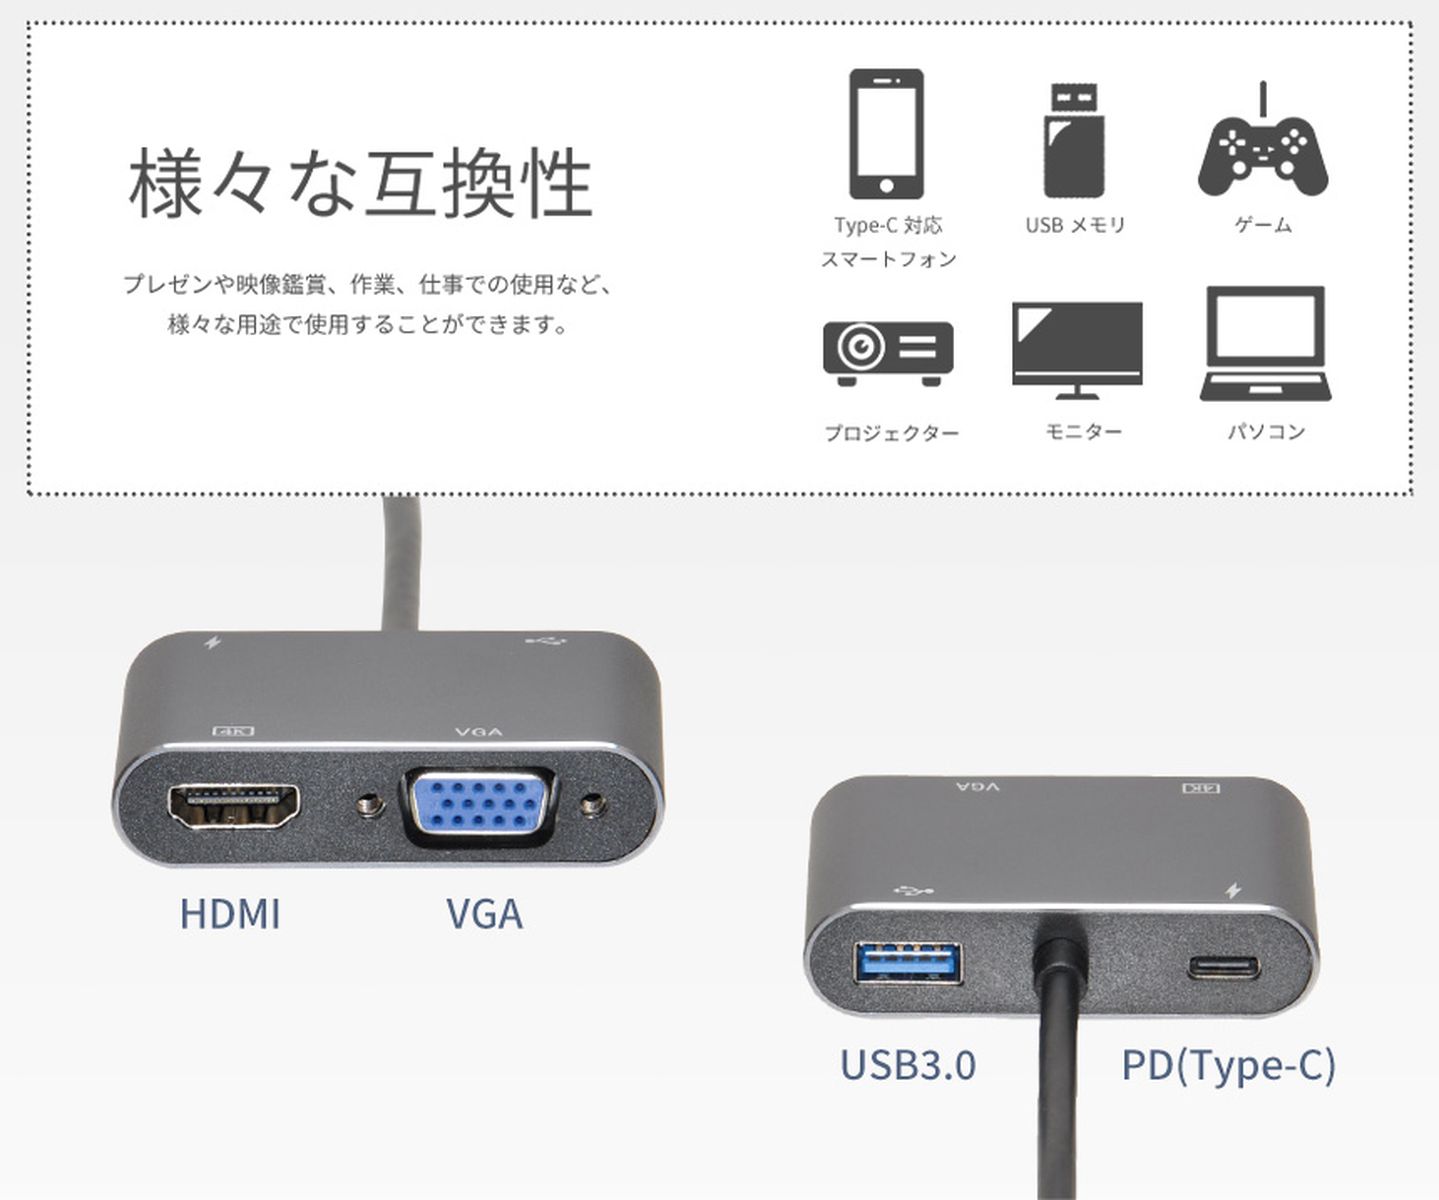 様々な互換性
プレゼンや映像鑑賞、作業、仕事での使用など、
様々な用途で使用することができます。
Type-C 対応
スマートフォン
USB メモリ
ゲーム
プロジェクター
モニター
パソコン
4K
VGA
HDMI
VGA
VGA
4K
USB3.0
PD(Type-C)